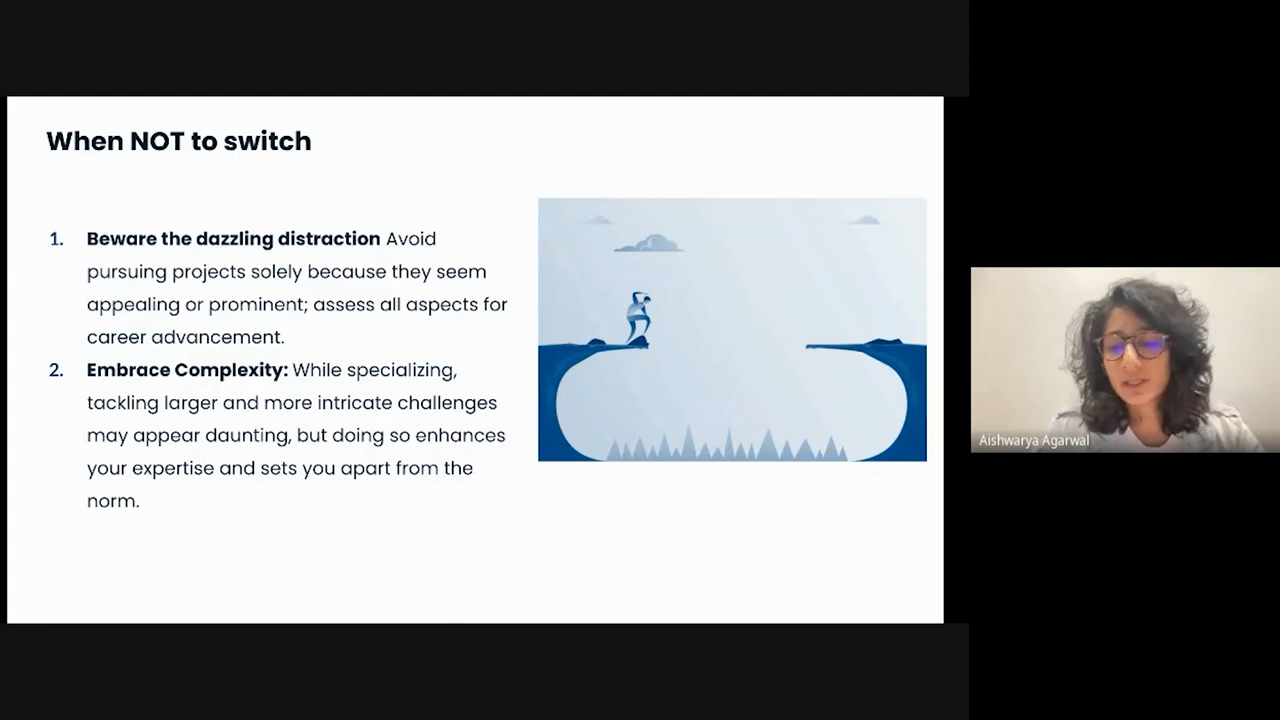 When NOT to switch
1. Beware the dazzling distraction Avoid
pursuing projects solely because they seem
appealing or prominent; assess all aspects for
career advancement.
2. Embrace Complexity: While specializing,
tackling larger and more intricate challenges
may appear daunting, but doing so enhances
your expertise and sets you apart from the
norm.
Aishwarya Agarwal